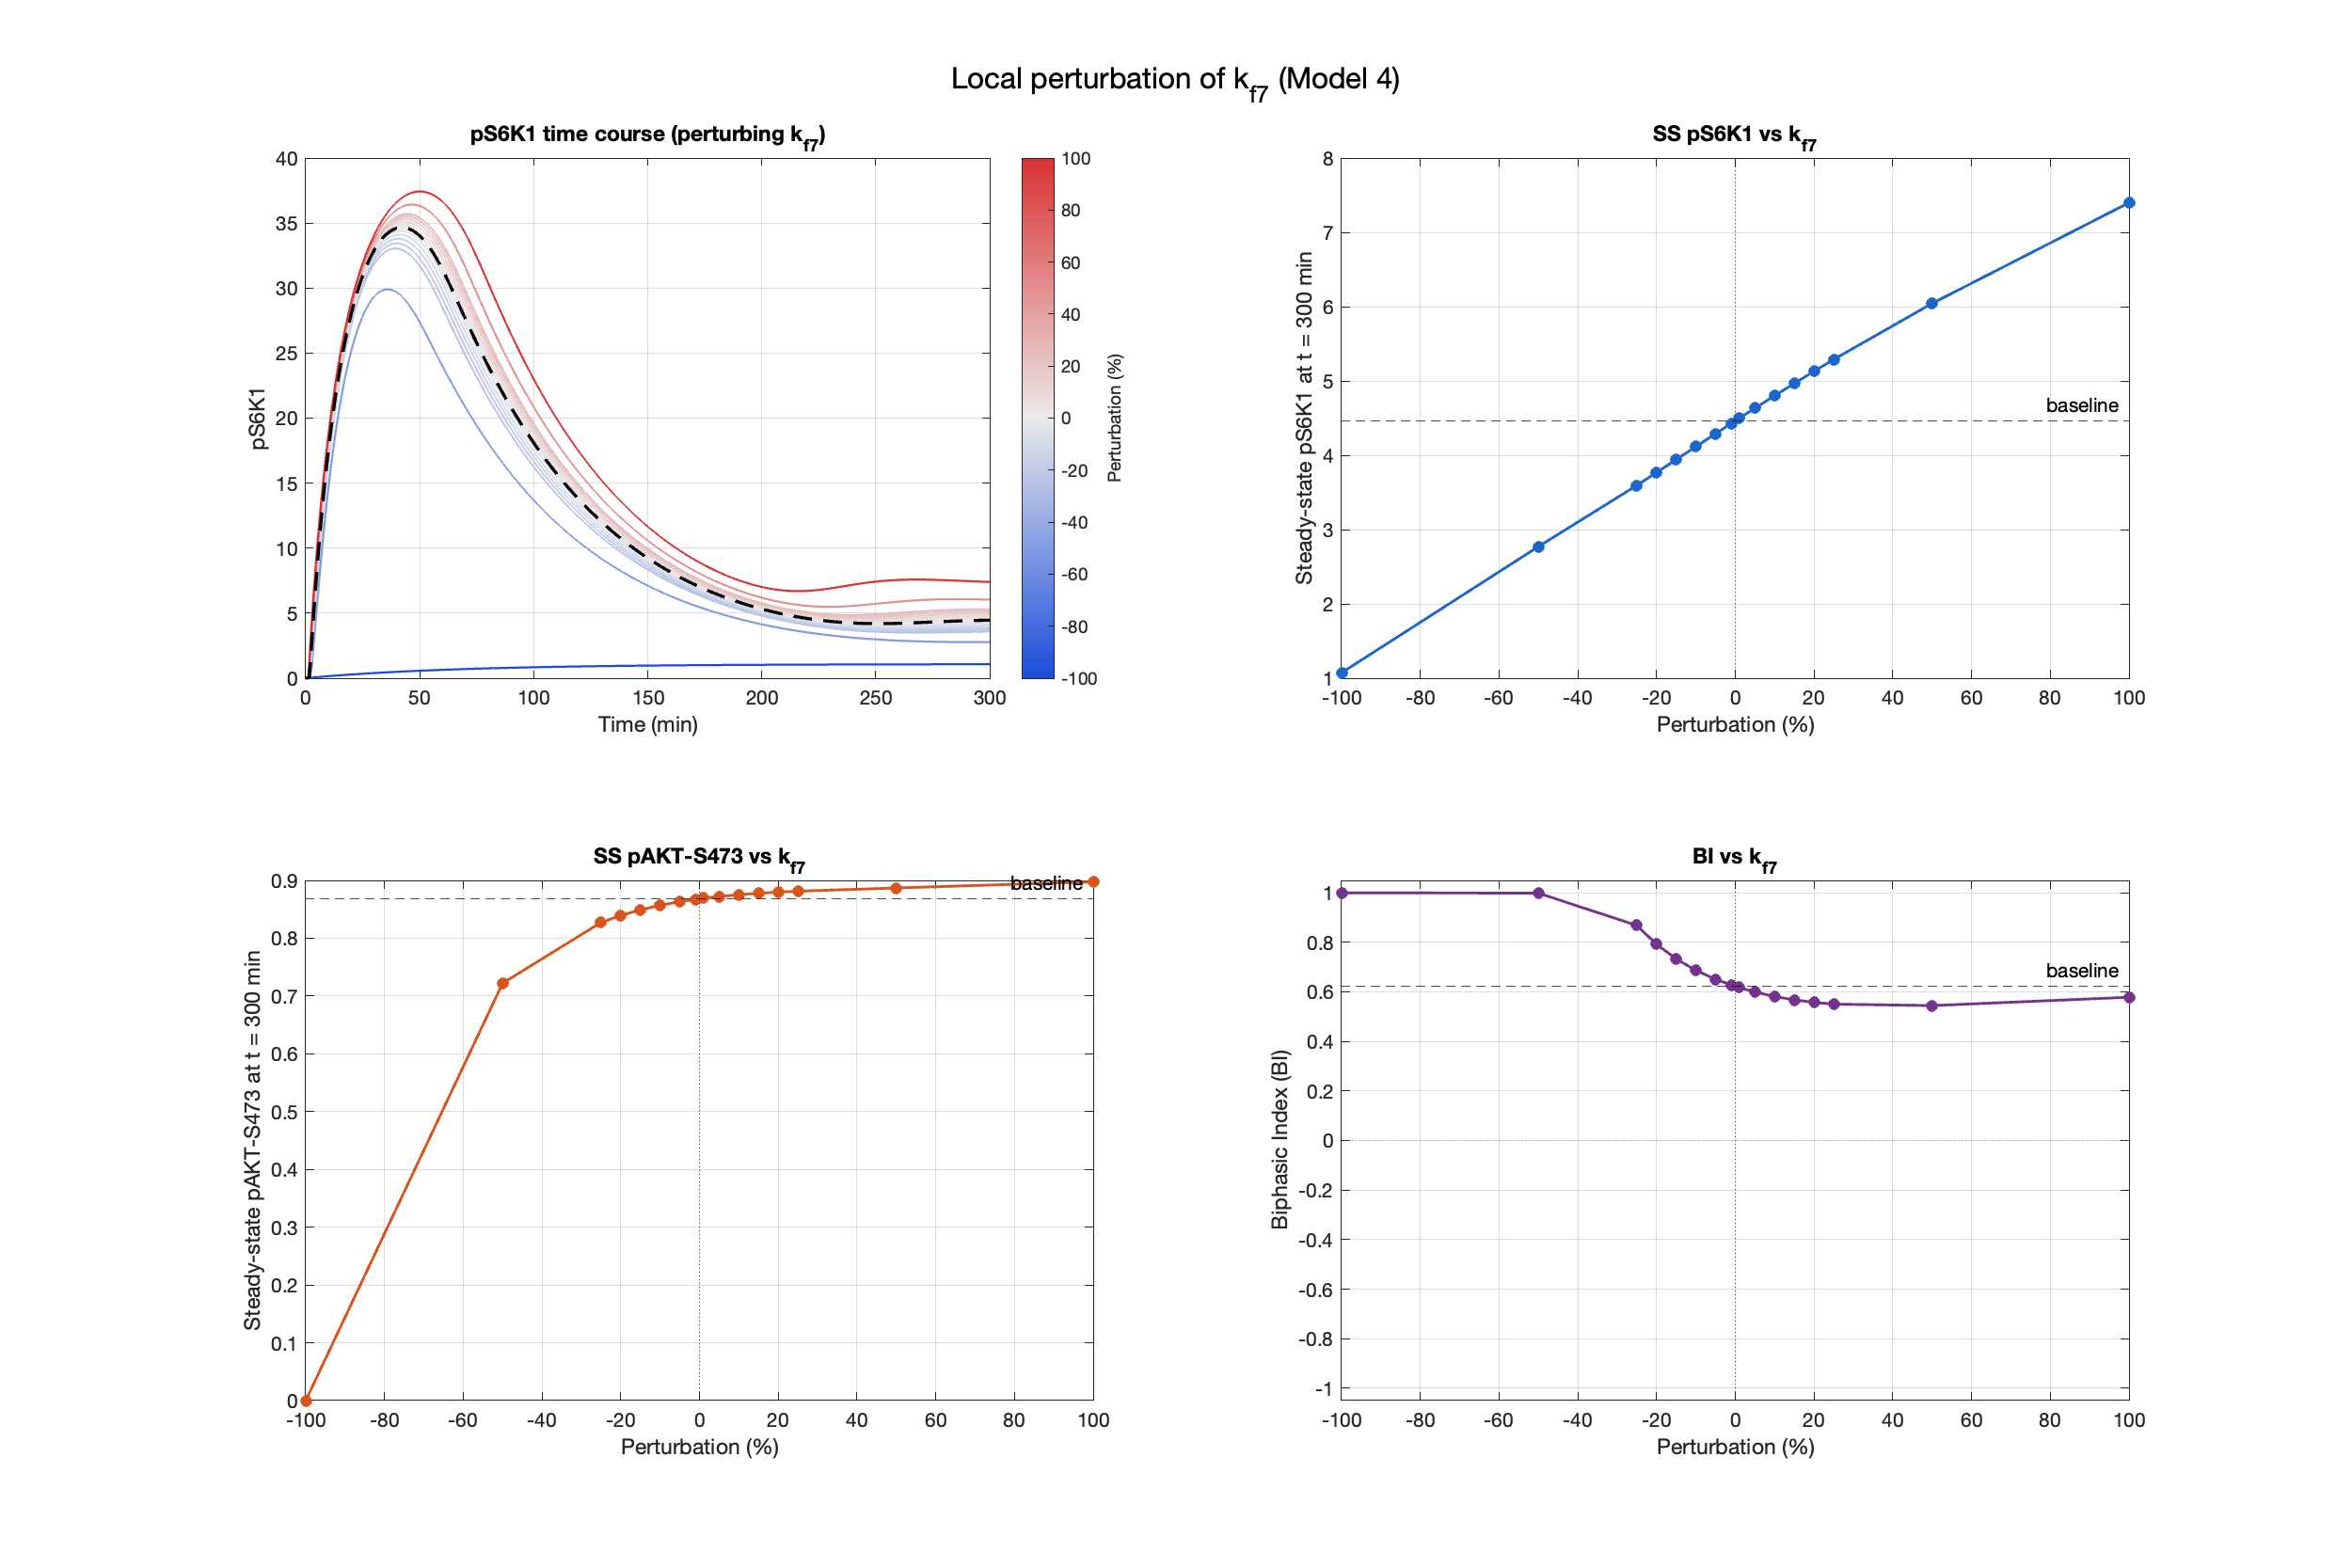 Local perturbation of k_f7 (Model 4)
pS6K1 time course (perturbing k_f7)
40
35
30
25
20
15
10
5
0
pS6K1
0 50 100 150 200 250 300
Time (min)
100
80
60
40
20
0
-20
-40
-60
-80
-100
Perturbation (%)
SS pS6K1 vs k_f7
8
7
6
5
4
3
2
1
Steady-state pS6K1 at t = 300 min
baseline
-100 -80 -60 -40 -20 0 20 40 60 80 100
Perturbation (%)
SS pAKT-S473 vs k_f7
0.9
0.8
0.7
0.6
0.5
0.4
0.3
0.2
0.1
0
Steady-state pAKT-S473 at t = 300 min
baseline
-100 -80 -60 -40 -20 0 20 40 60 80 100
Perturbation (%)
BI vs k_f7
1
0.8
0.6
0.4
0.2
0
-0.2
-0.4
-0.6
-0.8
-1
Biphasic Index (BI)
baseline
-100 -80 -60 -40 -20 0 20 40 60 80 100
Perturbation (%)